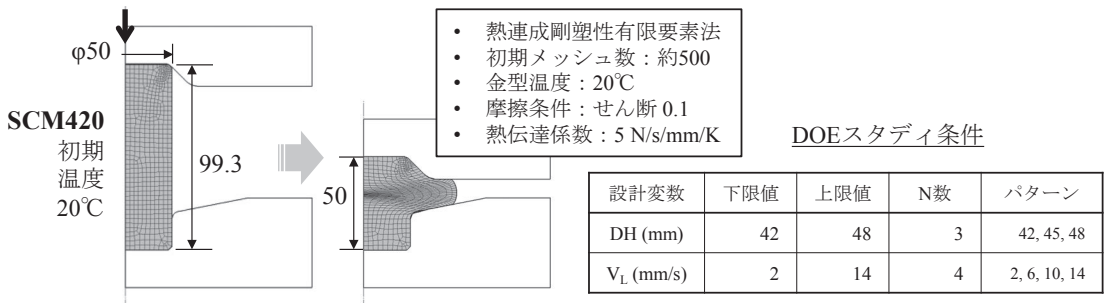 φ50
SCM420
初期
温度
20℃
99.3
50
• 熱連成剛塑性有限要素法
• 初期メッシュ数：約500
• 金型温度：20℃
• 摩擦条件：せん断 0.1
• 熱伝達係数：5 N/s/mm/K
DOEスタディ条件
設計変数 下限値 上限値 N数 パターン
DH (mm) 42 48 3 42, 45, 48
VL (mm/s) 2 14 4 2, 6, 10, 14